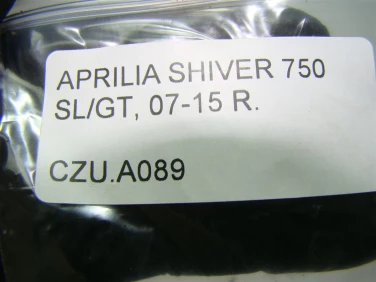 APRILIA SHIVER 750
SL/GT, 07-15 R.
CZU.A089